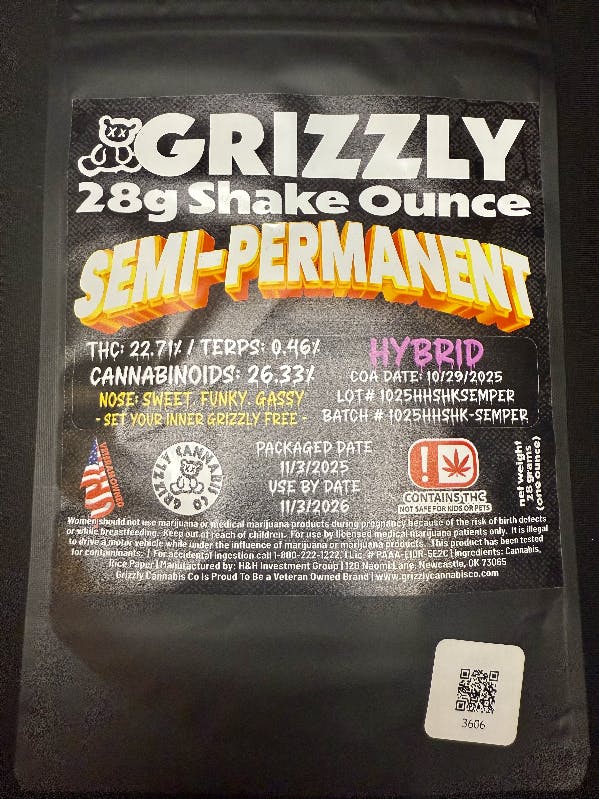 GRIZZLY
28g Shake Ounce
SEMI-PERMANENT
THC: 22.71% / TERPS: 0.46%
CANNABINOIDS: 26.33%
NOSE: SWEET, FUNKY, GASSY
- SET YOUR INNER GRIZZLY FREE -
HYBRID
COA DATE: 10/29/2025
LOT# 1025HHSHKSEMPER
BATCH # 1025HHSHK-SEMPER
VETERAN OWNED
GRIZZLY CANNABIS CO
PACKAGED DATE
11/3/2025
USE BY DATE
11/3/2026
!
CONTAINS THC
NOT SAFE FOR KIDS OR PETS
net weight
28 grams
(one ounce)
Women should not use marijuana or medical marijuana products during pregnancy because of the risk of birth defects
or while breastfeeding. Keep out of reach of children. For use by licensed medical marijuana patients only. It is illegal
to drive a motor vehicle while under the influence of marijuana or marijuana products. This product has been tested
for contaminants. | For accidental ingestion call 1-800-222-1222. | Lic. # PAAA-EJ0R-5E2C | Ingredients: Cannabis,
Rice Paper | Manufactured by: H&H Investment Group | 120 Naomi Lane, Newcastle, OK 73065
Grizzly Cannabis Co Is Proud To Be a Veteran Owned Brand | www.grizzlycannabisco.com
3606